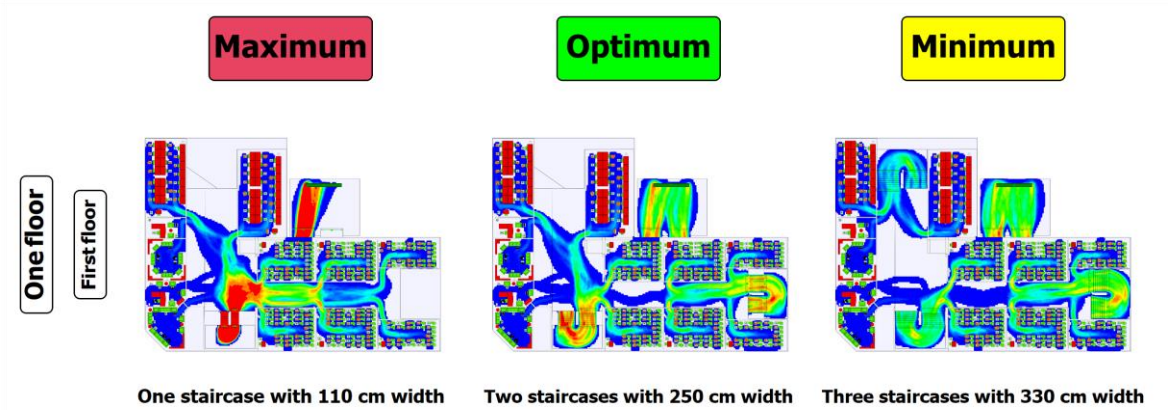 Maximum
Optimum
Minimum
One floor
First floor
One staircase with 110 cm width
Two staircases with 250 cm width
Three staircases with 330 cm width